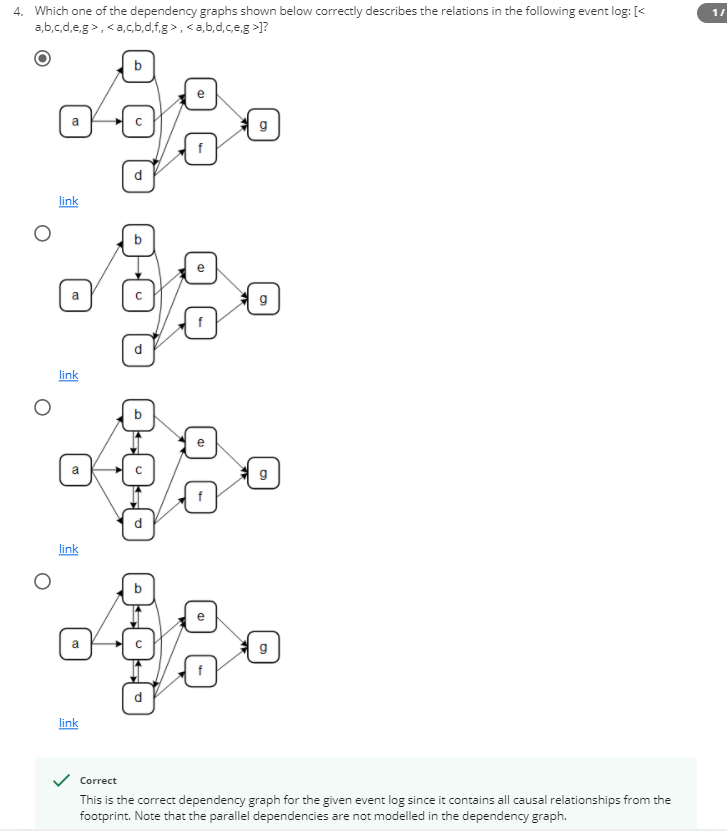 4. Which one of the dependency graphs shown below correctly describes the relations in the following event log: [<
a,b,c,d,e,g > , < a,c,b,d,f,g > , < a,b,d,c,e,g >]?
1/
b
e
a
c
g
f
d
link
b
e
a
c
g
f
d
link
b
e
a
c
g
f
d
link
b
e
a
c
g
f
d
link
Correct
This is the correct dependency graph for the given event log since it contains all causal relationships from the
footprint. Note that the parallel dependencies are not modelled in the dependency graph.